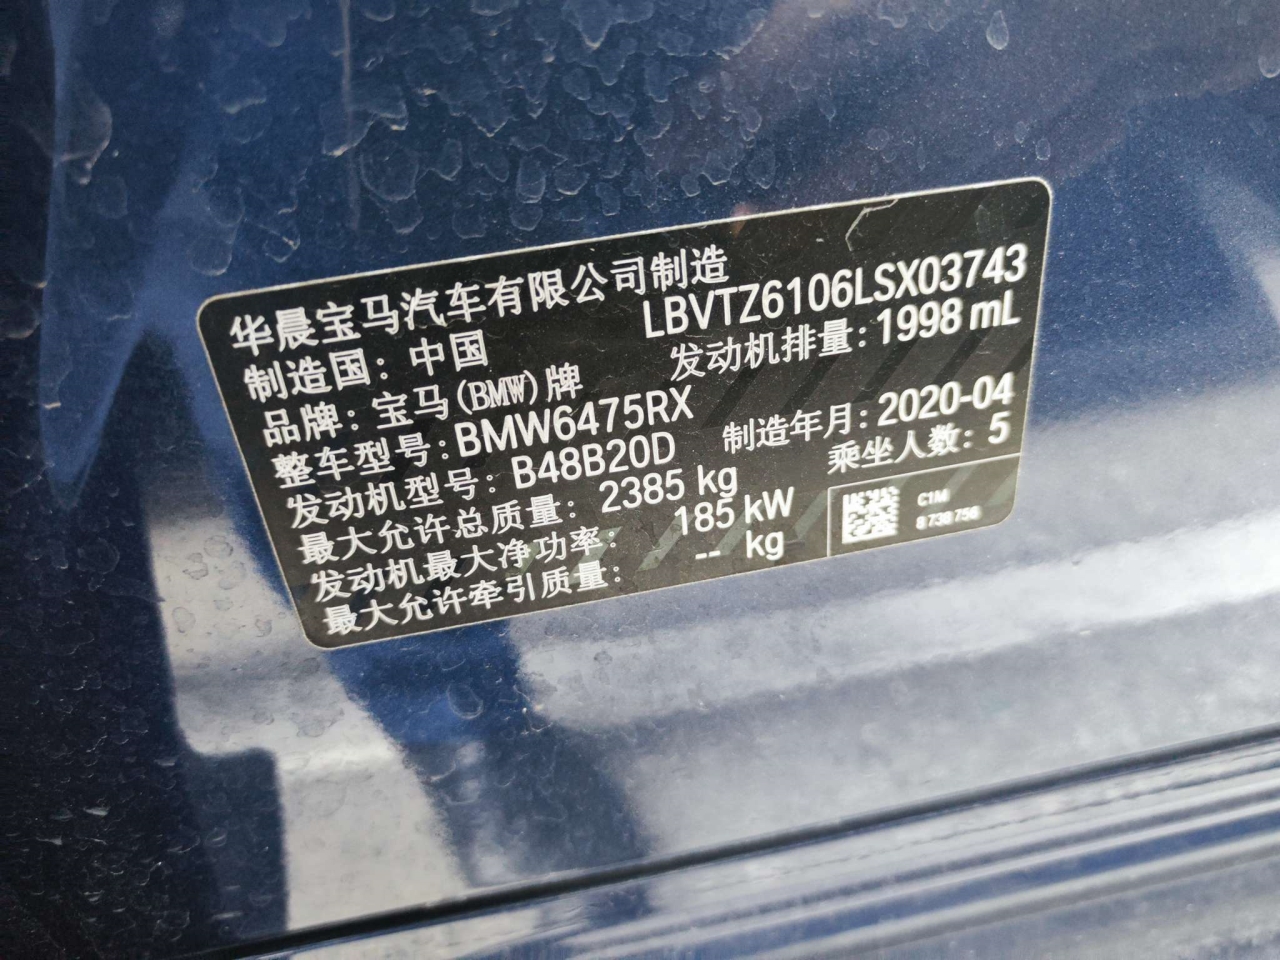 华晨宝马汽车有限公司制造
制造国：中国 LBVTZ6106LSX03743
品牌：宝马(BMW)牌 发动机排量：1998 mL
整车型号：BMW6475RX
发动机型号：B48B20D 制造年月：2020-04
最大允许总质量：2385 kg 乘坐人数：5
发动机最大净功率：185 kW
最大允许牵引质量：-- kg
C1M
8 738 756